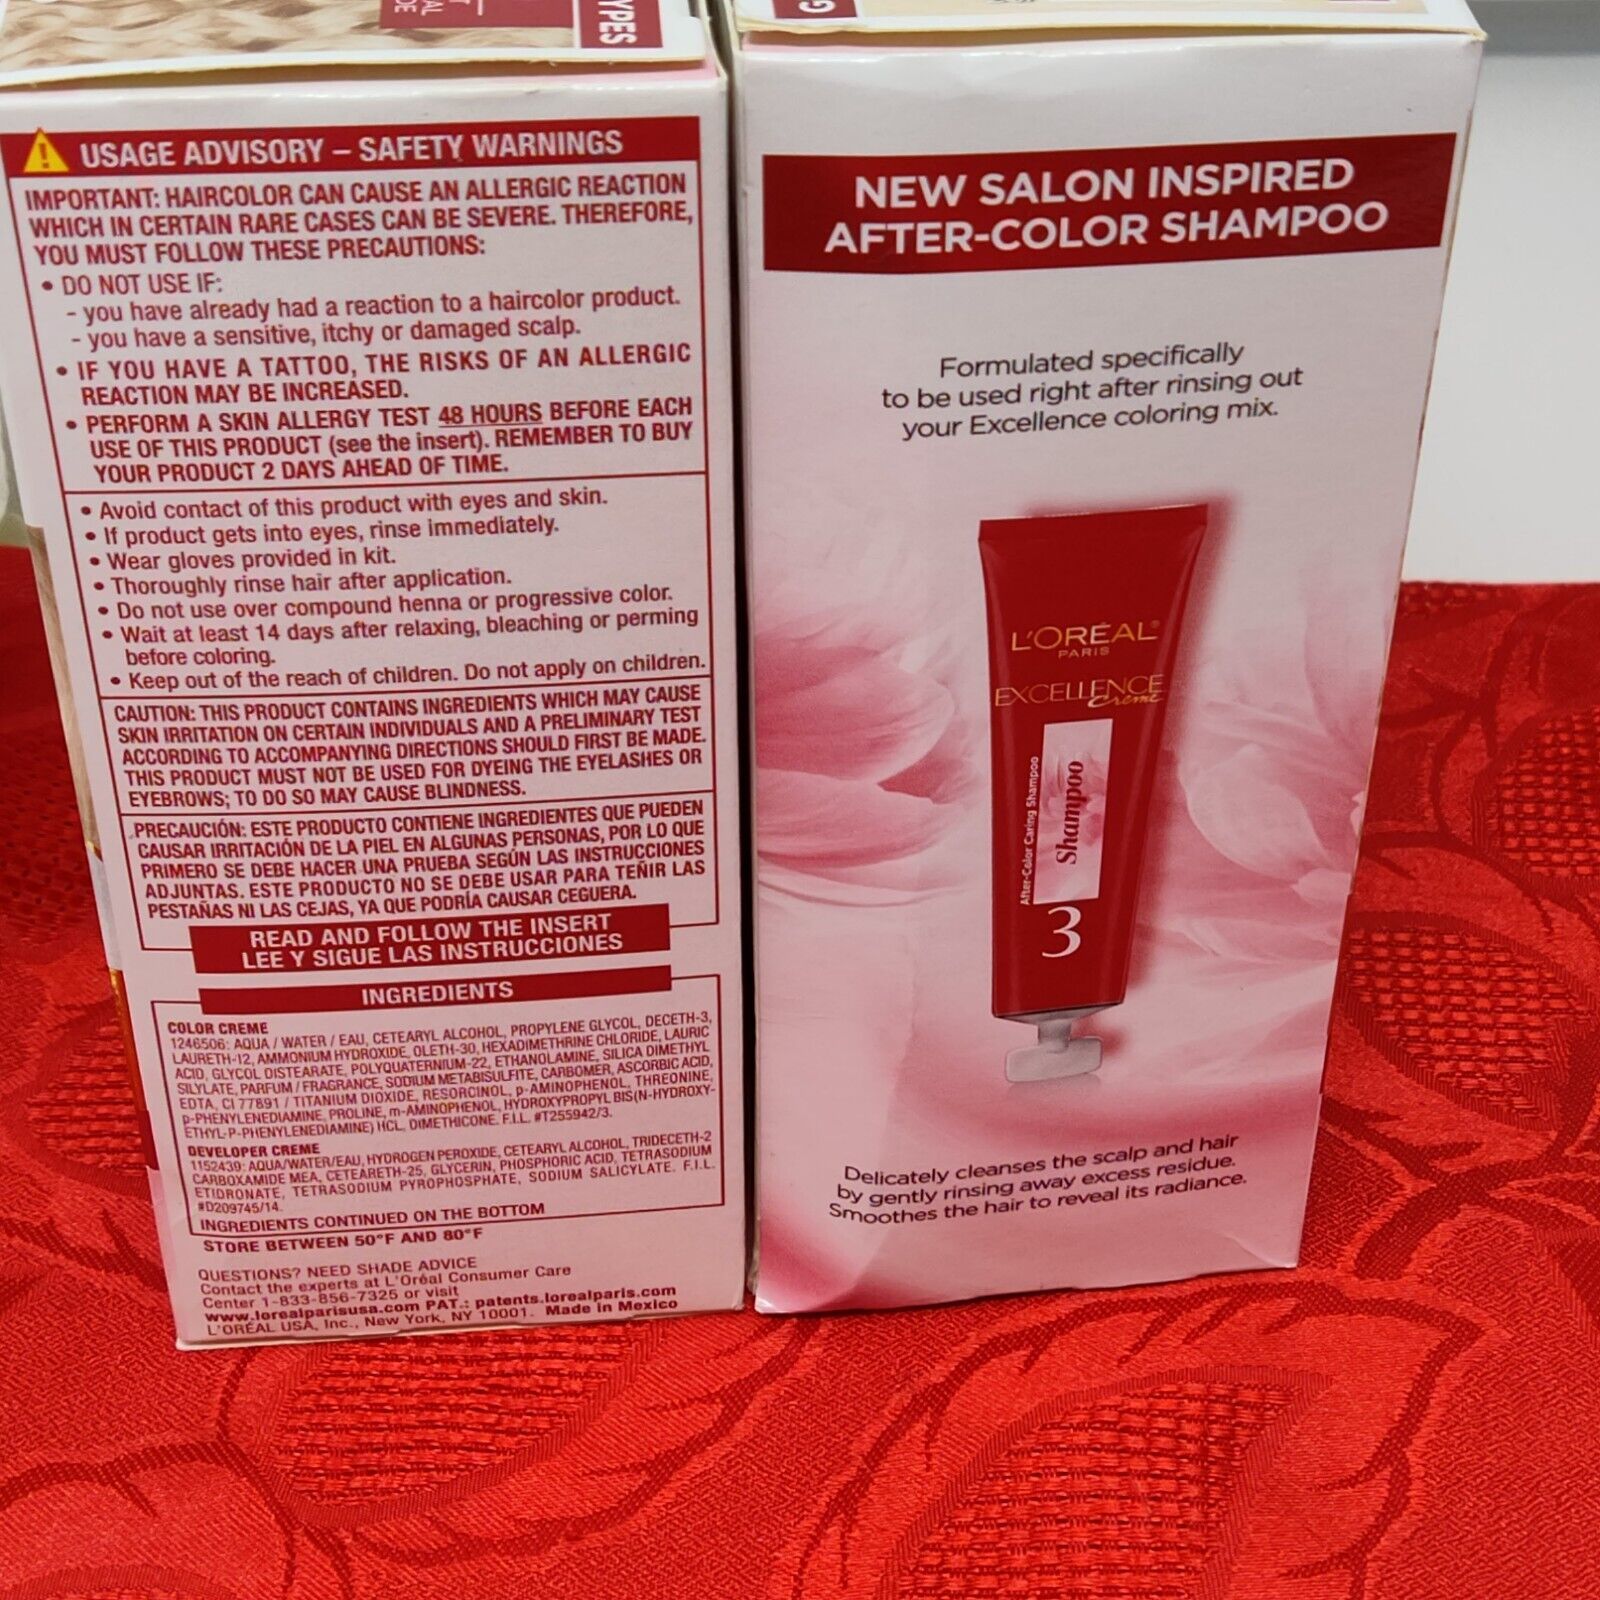 YPES
USAGE ADVISORY – SAFETY WARNINGS
IMPORTANT: HAIRCOLOR CAN CAUSE AN ALLERGIC REACTION
WHICH IN CERTAIN RARE CASES CAN BE SEVERE. THEREFORE,
YOU MUST FOLLOW THESE PRECAUTIONS:
• DO NOT USE IF:
- you have already had a reaction to a haircolor product.
- you have a sensitive, itchy or damaged scalp.
• IF YOU HAVE A TATTOO, THE RISKS OF AN ALLERGIC
REACTION MAY BE INCREASED.
• PERFORM A SKIN ALLERGY TEST 48 HOURS BEFORE EACH
USE OF THIS PRODUCT (see the insert). REMEMBER TO BUY
YOUR PRODUCT 2 DAYS AHEAD OF TIME.
• Avoid contact of this product with eyes and skin.
• If product gets into eyes, rinse immediately.
• Wear gloves provided in kit.
• Thoroughly rinse hair after application.
• Do not use over compound henna or progressive color.
• Wait at least 14 days after relaxing, bleaching or perming
before coloring.
• Keep out of the reach of children. Do not apply on children.
CAUTION: THIS PRODUCT CONTAINS INGREDIENTS WHICH MAY CAUSE
SKIN IRRITATION ON CERTAIN INDIVIDUALS AND A PRELIMINARY TEST
ACCORDING TO ACCOMPANYING DIRECTIONS SHOULD FIRST BE MADE.
THIS PRODUCT MUST NOT BE USED FOR DYEING THE EYELASHES OR
EYEBROWS; TO DO SO MAY CAUSE BLINDNESS.
PRECAUCIÓN: ESTE PRODUCTO CONTIENE INGREDIENTES QUE PUEDEN
CAUSAR IRRITACIÓN DE LA PIEL EN ALGUNAS PERSONAS, POR LO QUE
PRIMERO SE DEBE HACER UNA PRUEBA SEGÚN LAS INSTRUCCIONES
ADJUNTAS. ESTE PRODUCTO NO SE DEBE USAR PARA TEÑIR LAS
PESTAÑAS NI LAS CEJAS, YA QUE PODRÍA CAUSAR CEGUERA.
READ AND FOLLOW THE INSERT
LEE Y SIGUE LAS INSTRUCCIONES
INGREDIENTS
COLOR CREME
1246506: AQUA / WATER / EAU, CETEARYL ALCOHOL, PROPYLENE GLYCOL, DECETH-3,
LAURETH-12, AMMONIUM HYDROXIDE, OLETH-30, HEXADIMETHRINE CHLORIDE, LAURIC
ACID, GLYCOL DISTEARATE, POLYQUATERNIUM-22, ETHANOLAMINE, SILICA DIMETHYL
SILYLATE, PARFUM / FRAGRANCE, SODIUM METABISULFITE, CARBOMER, ASCORBIC ACID,
EDTA, CI 77891 / TITANIUM DIOXIDE, RESORCINOL, p-AMINOPHENOL, THREONINE,
p-PHENYLENEDIAMINE, PROLINE, m-AMINOPHENOL, HYDROXYPROPYL BIS(N-HYDROXY-
ETHYL-P-PHENYLENEDIAMINE) HCL, DIMETHICONE. F.I.L. #T255942/3.
DEVELOPER CREME
1152439: AQUA/WATER/EAU, HYDROGEN PEROXIDE, CETEARYL ALCOHOL, TRIDECETH-2
CARBOXAMIDE MEA, CETEARETH-25, GLYCERIN, PHOSPHORIC ACID, TETRASODIUM
ETIDRONATE, TETRASODIUM PYROPHOSPHATE, SODIUM SALICYLATE. F.I.L.
#D209745/14.
INGREDIENTS CONTINUED ON THE BOTTOM
STORE BETWEEN 50°F AND 80°F
QUESTIONS? NEED SHADE ADVICE
Contact the experts at L'Oréal Consumer Care
Center 1-833-856-7325 or visit
www.lorealparisusa.com PAT.: patents.lorealparis.com
L'ORÉAL USA, Inc., New York, NY 10001. Made in Mexico
G
NEW SALON INSPIRED
AFTER-COLOR SHAMPOO
Formulated specifically
to be used right after rinsing out
your Excellence coloring mix.
L'ORÉAL®
PARIS
EXCELLENCE
Creme
After-Color Caring Shampoo
Shampoo
3
Delicately cleanses the scalp and hair
by gently rinsing away excess residue.
Smoothes the hair to reveal its radiance.